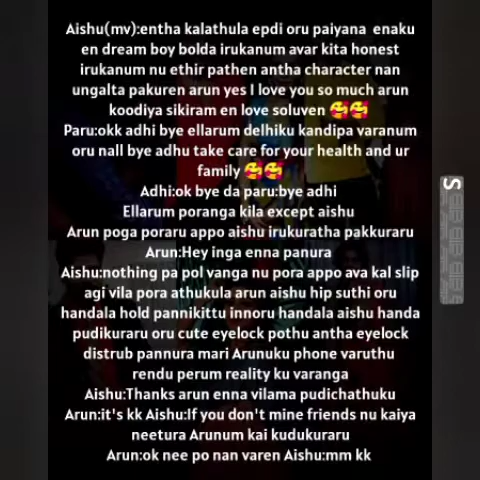 Aishu(mv):entha kalathula epdi oru paiyana enaku
en dream boy bolda irukanum avar kita honest
irukanum nu ethir pathen antha character nan
ungalta pakuren arun yes I love you so much arun
koodiya sikiram en love soluven 🥰🥰
Paru:okk adhi bye ellarum delhiku kandipa varanum
oru nall bye adhu take care for your health and ur
family 🥰🥰
Adhi:ok bye da paru:bye adhi
Ellarum poranga kila except aishu
Arun poga poraru appo aishu irukuratha pakkuraru
Arun:Hey inga enna panura
Aishu:nothing pa pol vanga nu pora appo ava kal slip
agi vila pora athukula arun aishu hip suthi oru
handala hold pannikittu innoru handala aishu handa
pudikuraru oru cute eyelock pothu antha eyelock
distrub pannura mari Arunuku phone varuthu
rendu perum reality ku varanga
Aishu:Thanks arun enna vilama pudichathuku
Arun:it's kk Aishu:If you don't mine friends nu kaiya
neetura Arunum kai kudukuraru
Arun:ok nee po nan varen Aishu:mm kk